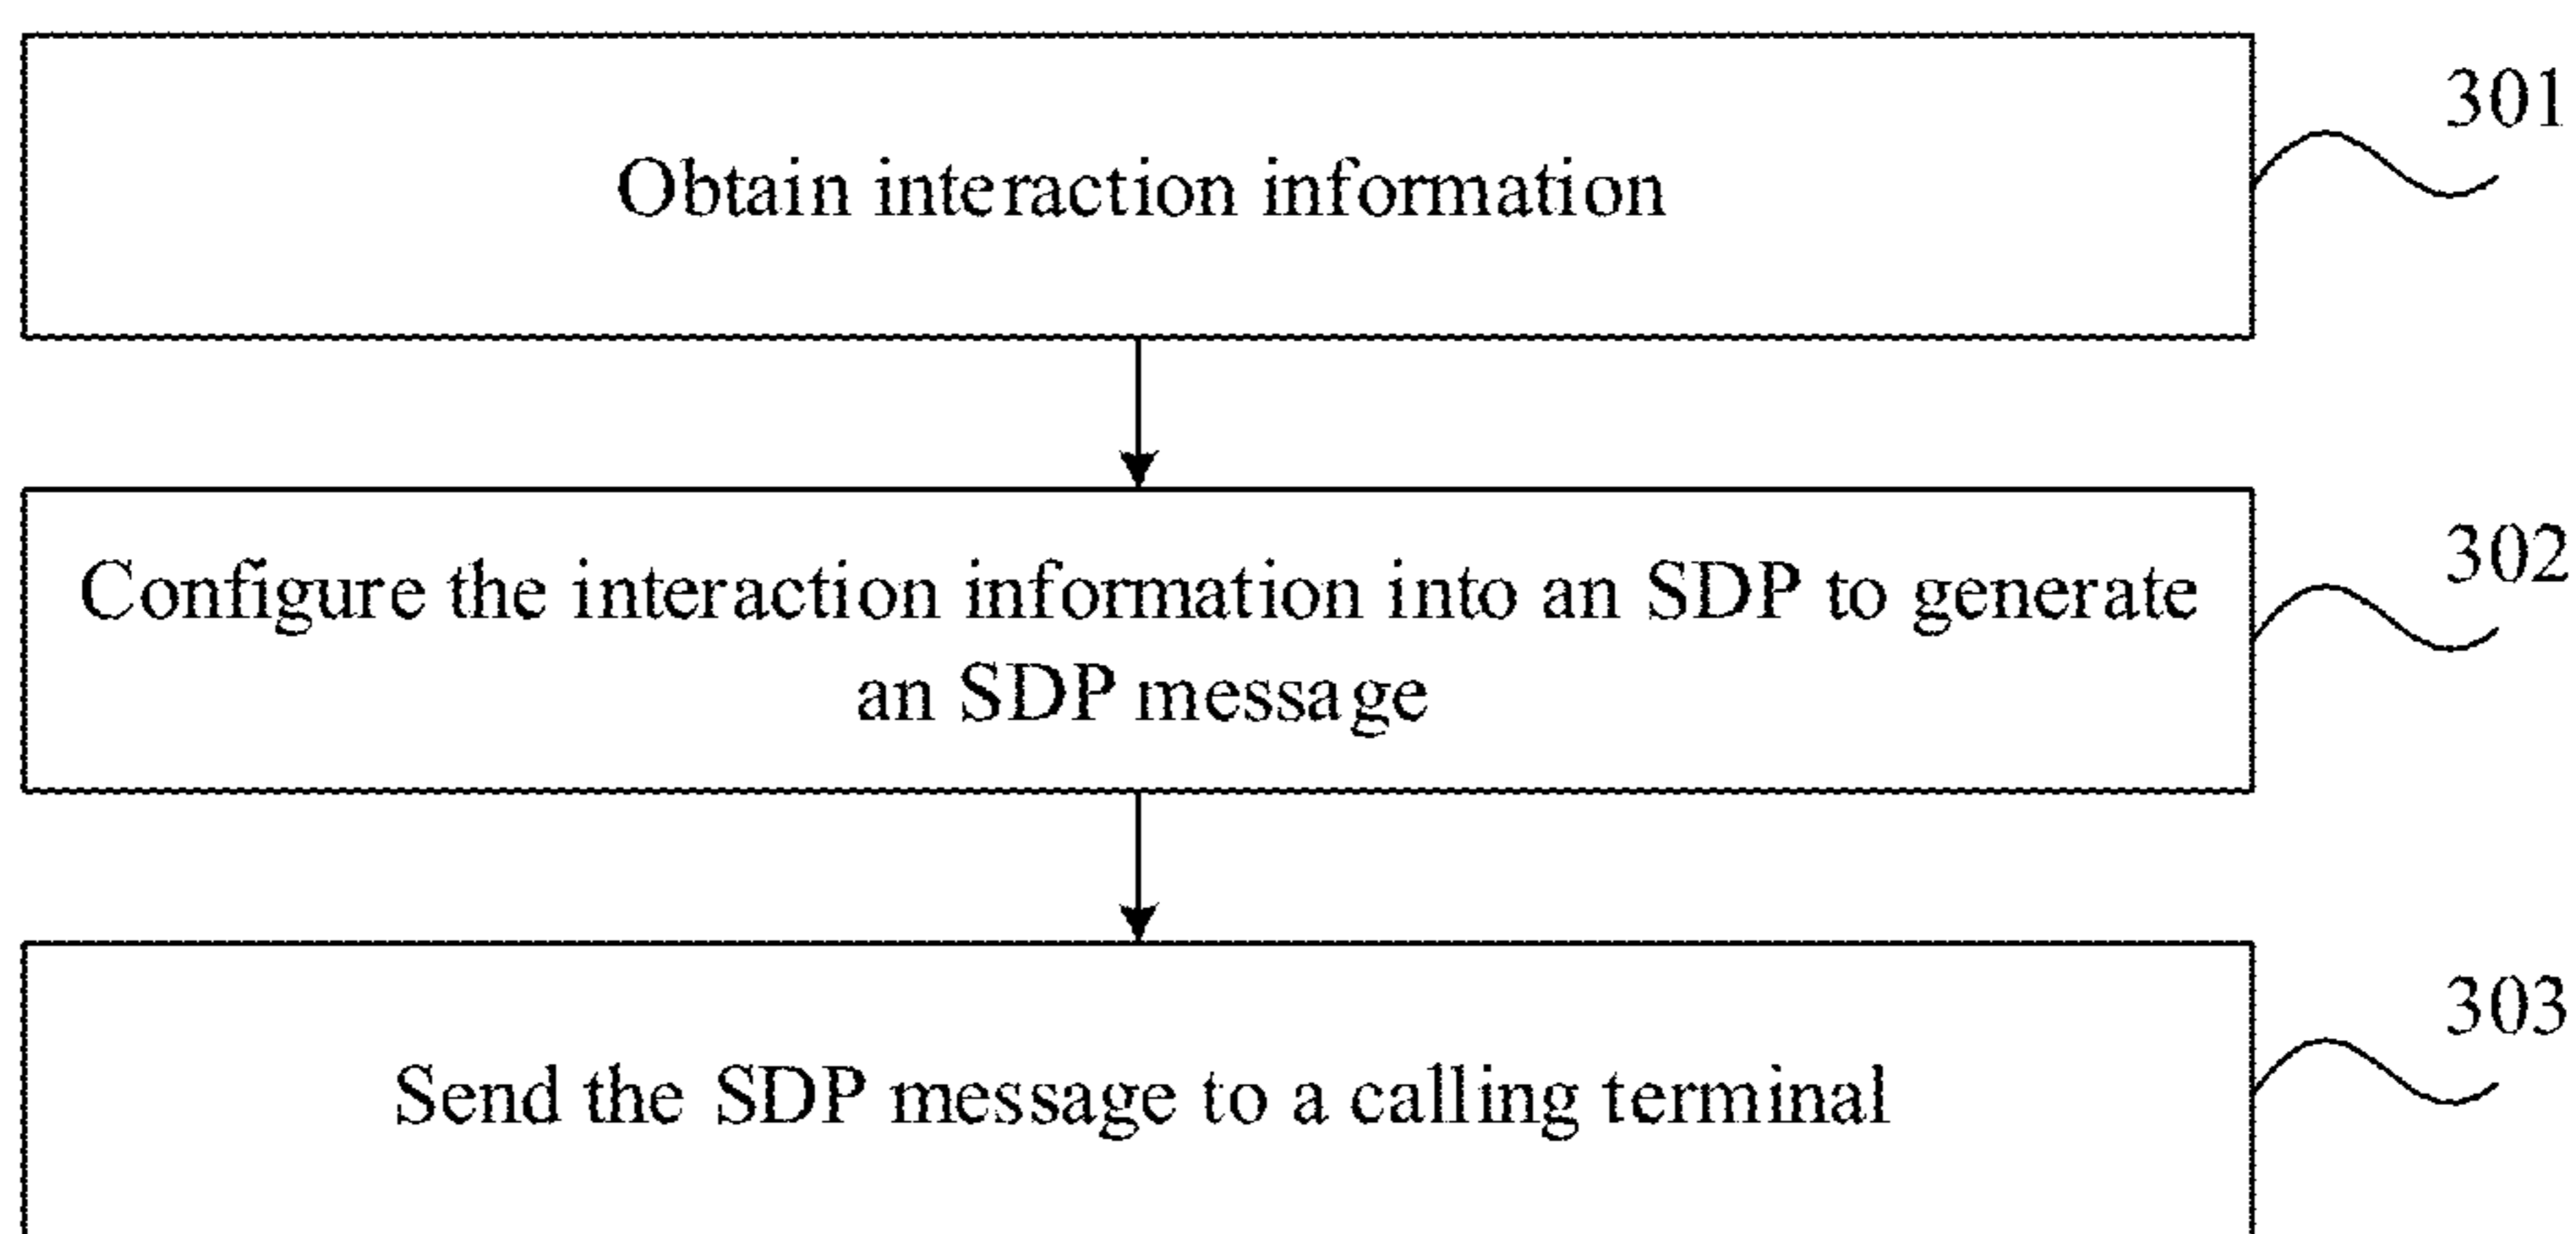 301
Obtain interaction information
302
Configure the interaction information into an SDP to generate
an SDP message
303
Send the SDP message to a calling terminal